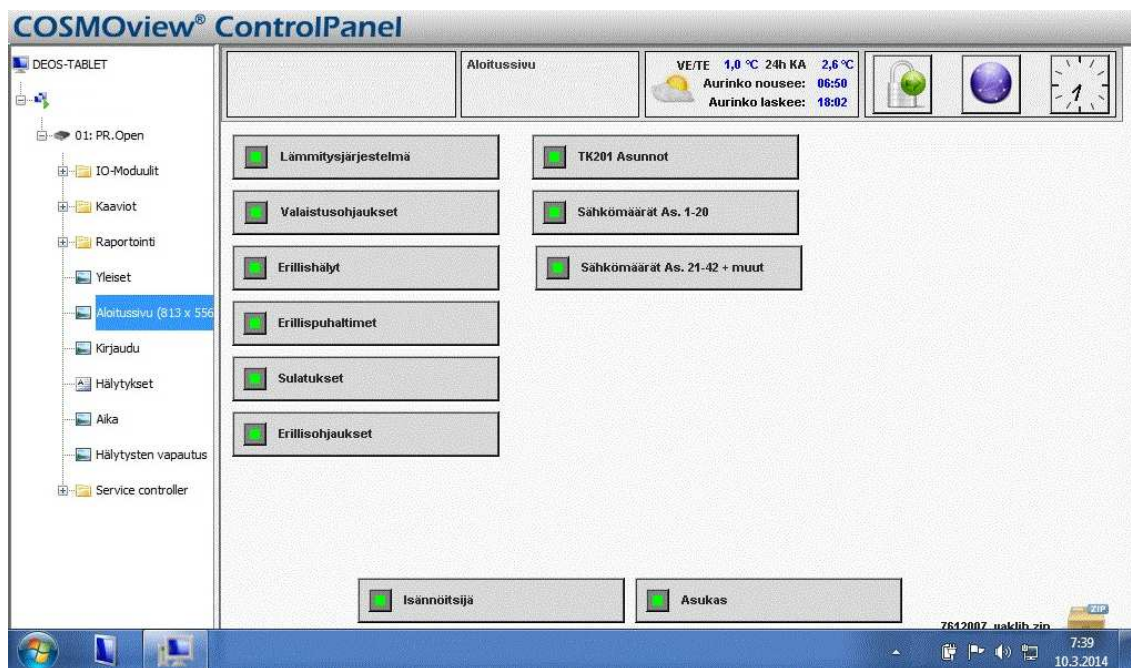 COSMOview® ControlPanel
DEOS-TABLET
01: PR.Open
IO-Moduulit
Kaaviot
Raportointi
Yleiset
Aloitussivu (813 x 556
Kirjaudu
Hälytykset
Aika
Hälytysten vapautus
Service controller
Aloitussivu
VE/TE 1,0 °C 24h KA 2,6 °C
Aurinko nousee: 06:50
Aurinko laskee: 18:02
1
Lämmitysjärjestelmä
Valaistusohjaukset
Erillishälyt
Erillispuhaltimet
Sulatukset
Erillisohjaukset
TK201 Asunnot
Sähkömäärät As. 1-20
Sähkömäärät As. 21-42 + muut
Isännöitsijä
Asukas
ZIP
7:39
10.3.2014